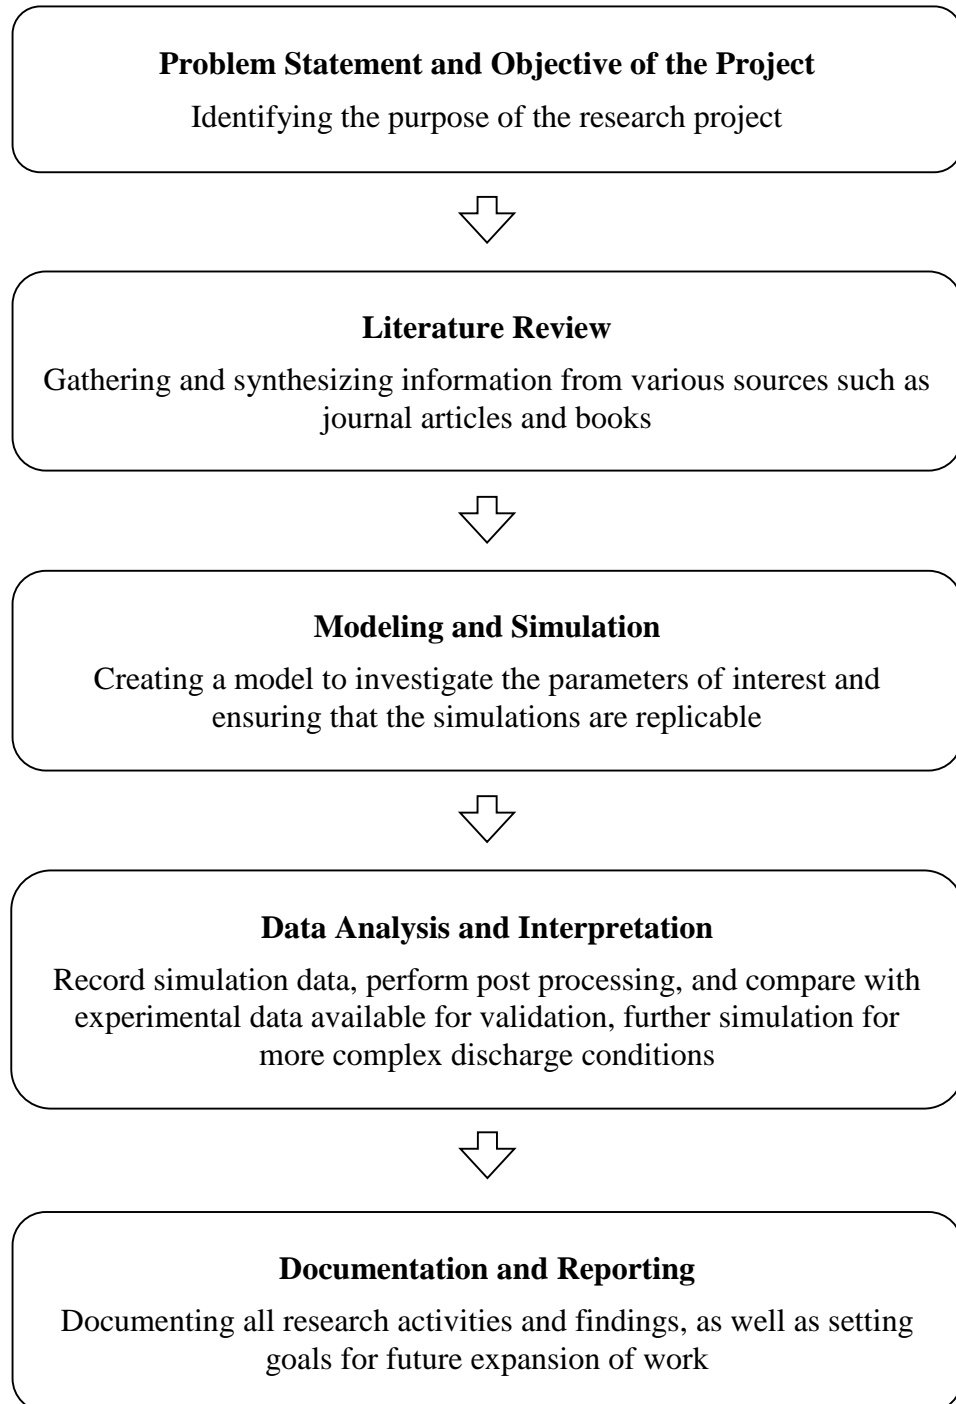 Problem Statement and Objective of the Project
Identifying the purpose of the research project
Literature Review
Gathering and synthesizing information from various sources such as
journal articles and books
Modeling and Simulation
Creating a model to investigate the parameters of interest and
ensuring that the simulations are replicable
Data Analysis and Interpretation
Record simulation data, perform post processing, and compare with
experimental data available for validation, further simulation for
more complex discharge conditions
Documentation and Reporting
Documenting all research activities and findings, as well as setting
goals for future expansion of work